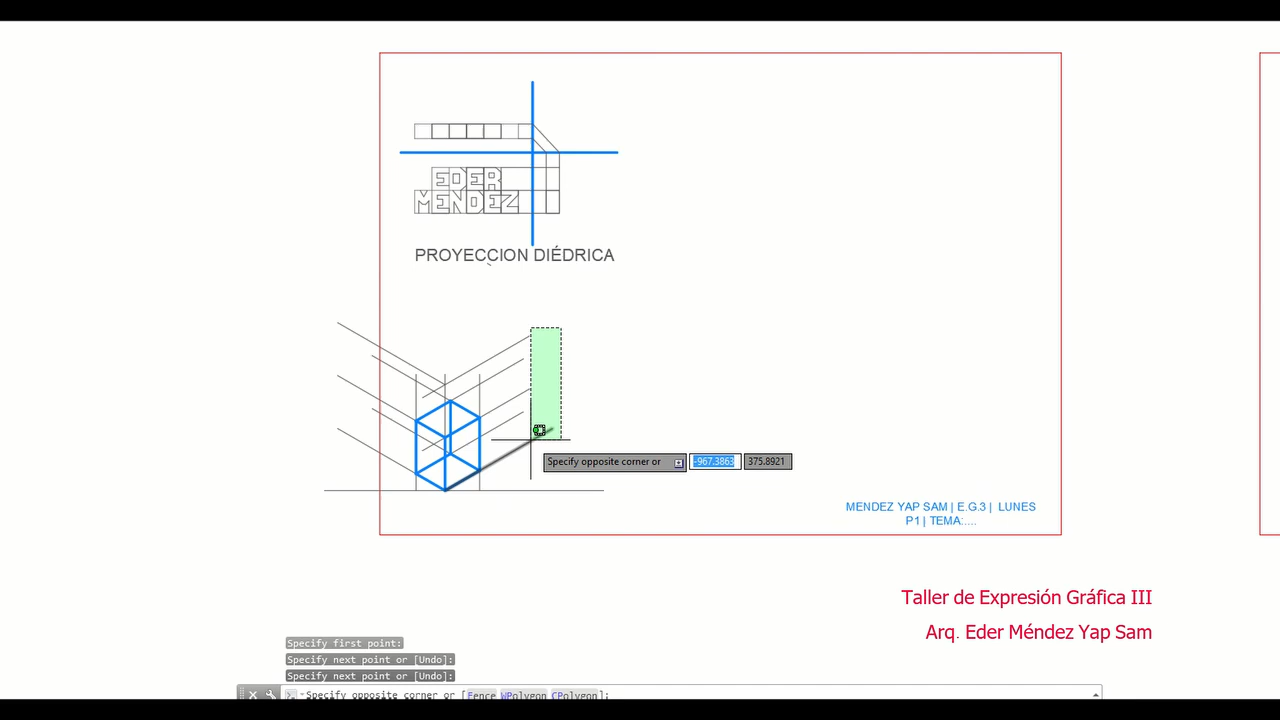 EDER
MENDEZ
PROYECCION DIÉDRICA
Specify opposite corner or
-967.3863
375.8921
MENDEZ YAP SAM | E.G.3 | LUNES
P1 | TEMA:....
Taller de Expresión Gráfica III
Arq. Eder Méndez Yap Sam
Specify first point:
Specify next point or [Undo]:
Specify next point or [Undo]:
Specify opposite corner or [Fence WPolygon CPolygon]: